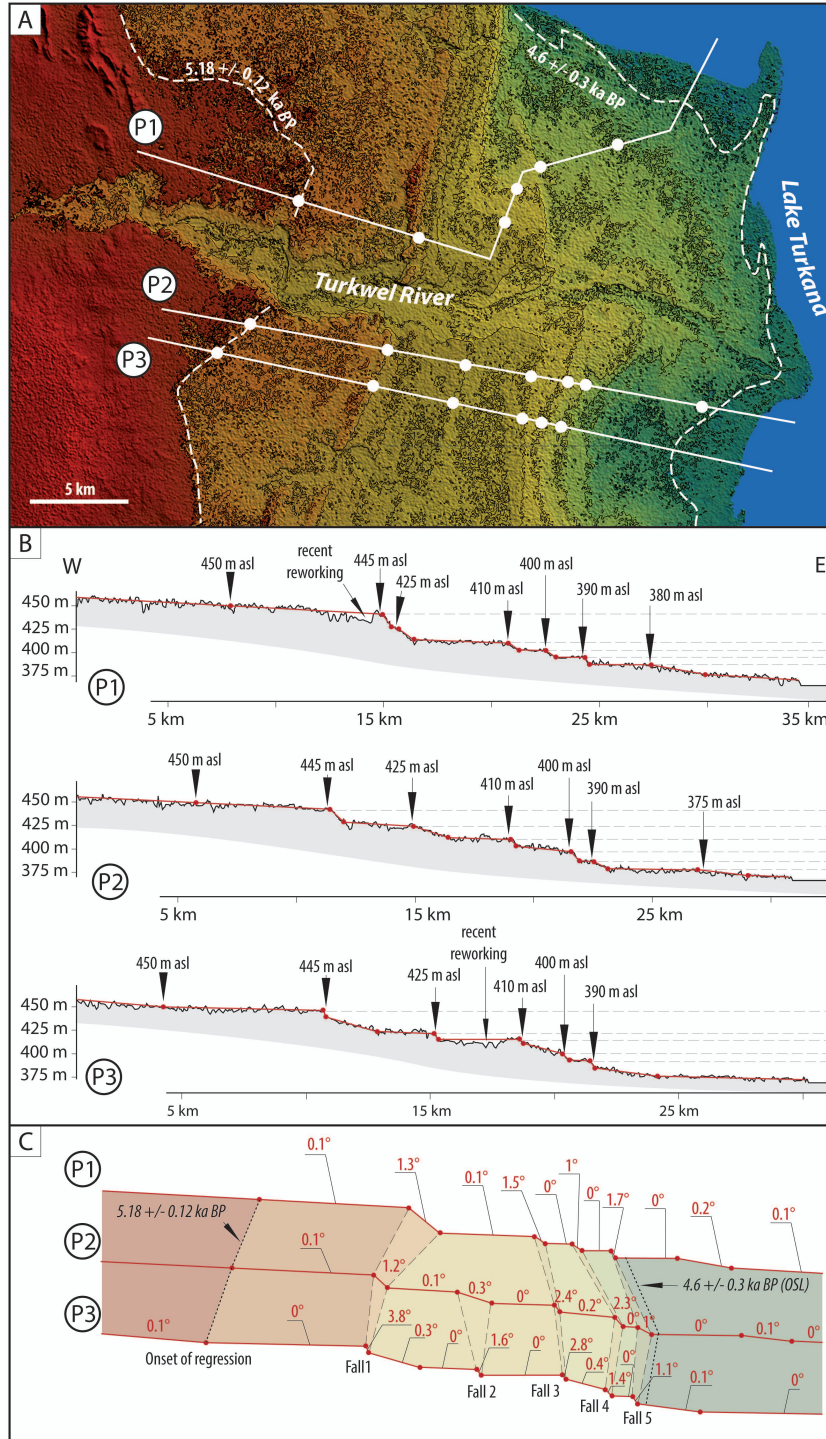 A
5.18 +/- 0.12 ka BP
4.6 +/- 0.3 ka BP
P1
Lake Turkana
P2
Turkwel River
P3
5 km
B
W
E
recent
reworking
445 m asl
450 m asl
425 m asl
400 m asl
410 m asl
390 m asl
380 m asl
450 m
425 m
400 m
375 m
P1
5 km
15 km
25 km
35 km
450 m asl
445 m asl
425 m asl
410 m asl
400 m asl
390 m asl
375 m asl
450 m
425 m
400 m
375 m
P2
5 km
15 km
25 km
recent
reworking
450 m asl
445 m asl
425 m asl
410 m asl
400 m asl
390 m asl
450 m
425 m
400 m
375 m
P3
5 km
15 km
25 km
C
P1
0.1°
1.3°
0.1°
1.5°
0°
1°
0°
1.7°
0°
0.2°
0.1°
5.18 +/- 0.12 ka BP
P2
0.1°
1.2°
0.1°
0.3°
0°
2.4°
0.2°
2.3°
1°
0°
0.1°
0°
4.6 +/- 0.3 ka BP (OSL)
P3
0.1°
0°
3.8°
0.3°
0°
1.6°
0°
2.8°
0.4°
1.4°
0°
1.1°
0.1°
0°
Onset of regression
Fall1
Fall 2
Fall 3
Fall 4
Fall 5